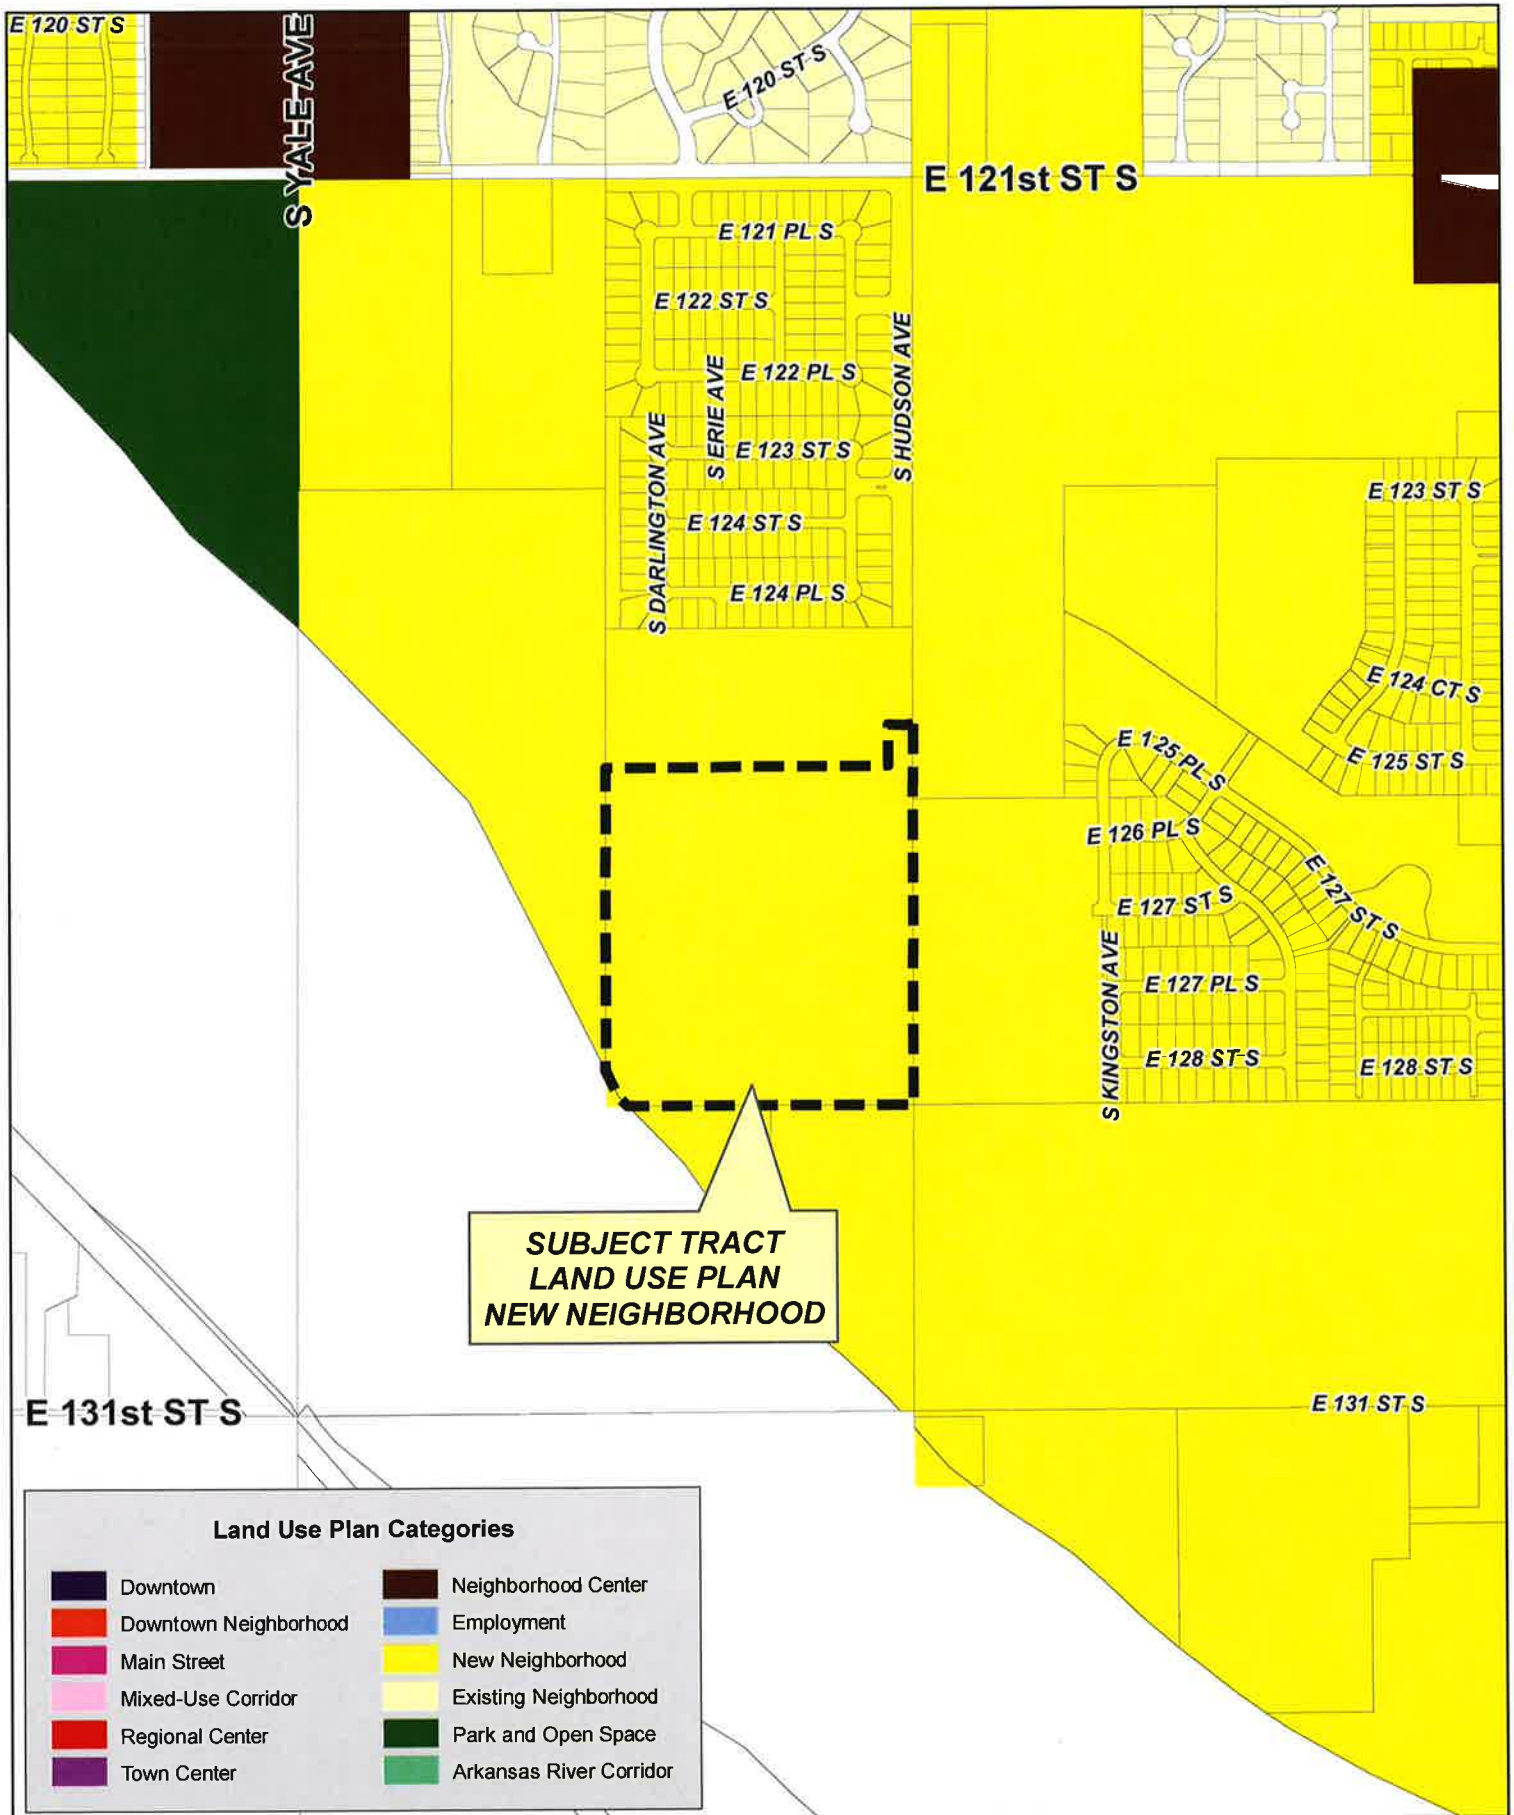 E 120 ST S
S YALE AVE
E 120 ST S
E 121st ST S
E 121 PL S
E 122 ST S
S HUDSON AVE
E 122 PL S
S ERIE AVE
S DARLINGTON AVE
E 123 ST S
E 123 ST S
E 124 ST S
E 124 PL S
E 124 CT S
E 125 PL S
E 125 ST S
E 126 PL S
E 127 ST S
E 127 ST S
S KINGSTON AVE
E 127 PL S
E 128 ST S
E 128 ST S
SUBJECT TRACT
LAND USE PLAN
NEW NEIGHBORHOOD
E 131st ST S
E 131 ST S
Land Use Plan Categories
Downtown
Downtown Neighborhood
Main Street
Mixed-Use Corridor
Regional Center
Town Center
Neighborhood Center
Employment
New Neighborhood
Existing Neighborhood
Park and Open Space
Arkansas River Corridor